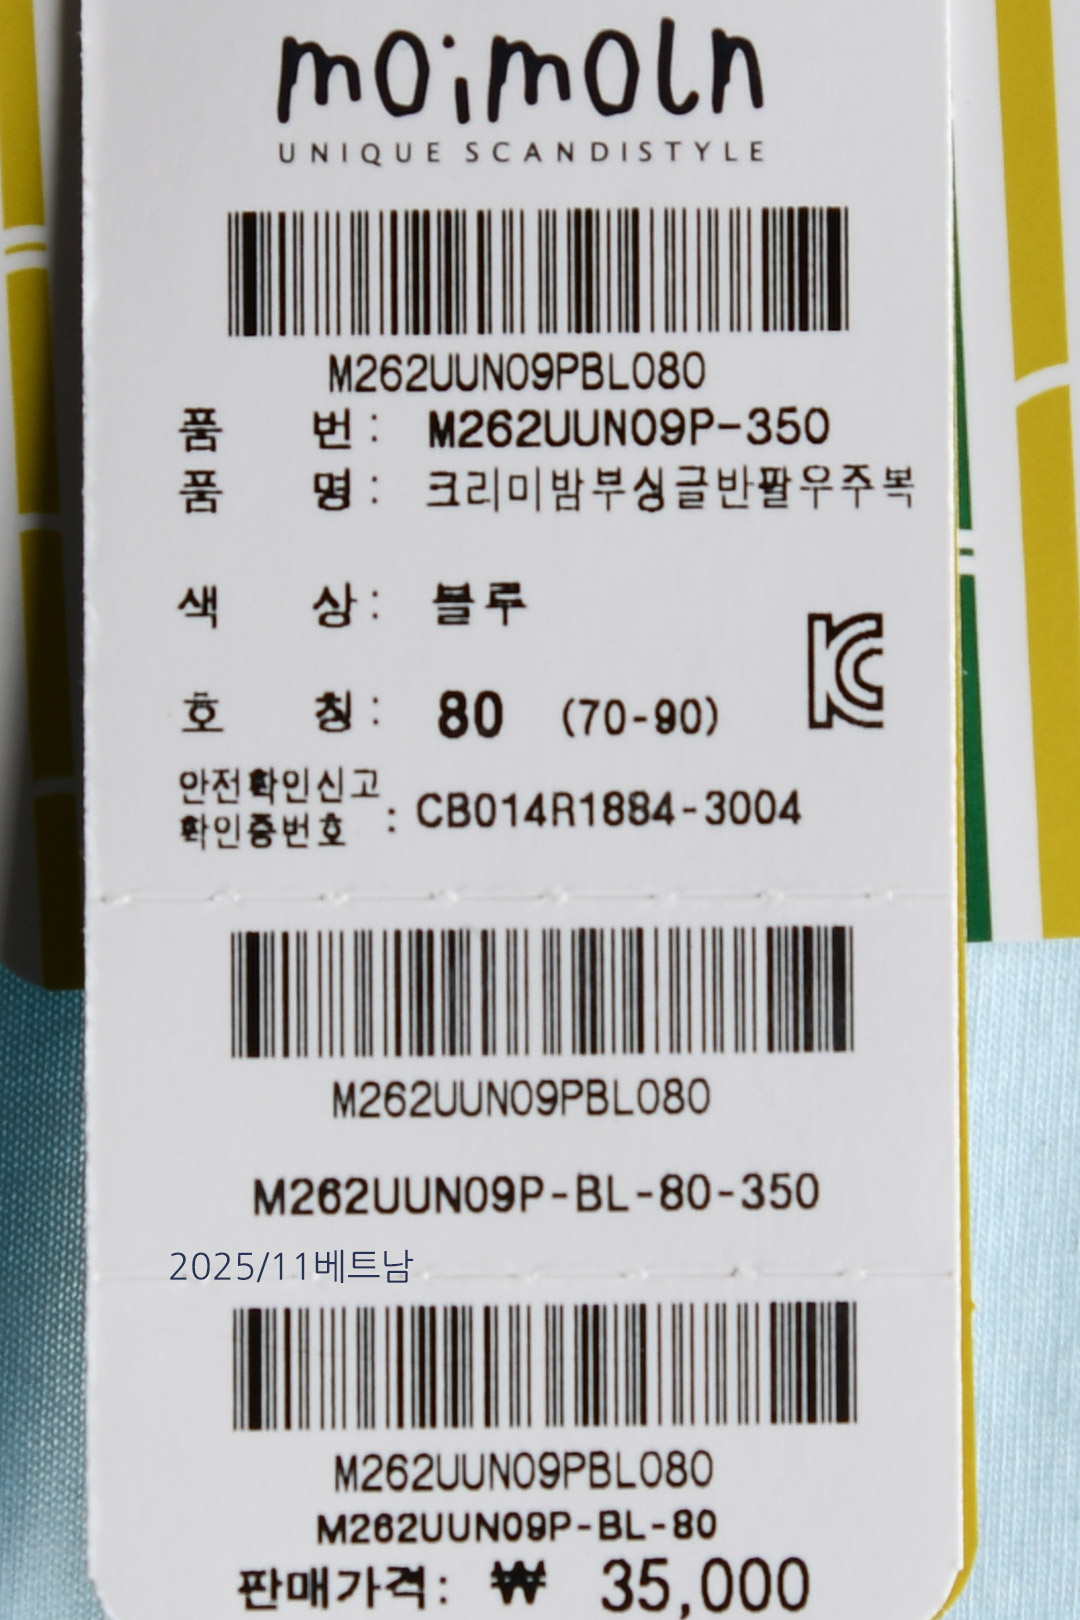 moimoln
UNIQUE SCANDISTYLE
M262UUN09PBL080
품 번 : M262UUN09P-350
품 명 : 크리미밤부싱글반팔우주복
색 상 : 블루
호 칭 : 80 (70-90)
안전확인신고
확인증번호 : CB014R1884-3004
M262UUN09PBL080
M262UUN09P-BL-80-350
2025/11베트남
M262UUN09PBL080
M262UUN09P-BL-80
판매가격: ₩ 35,000